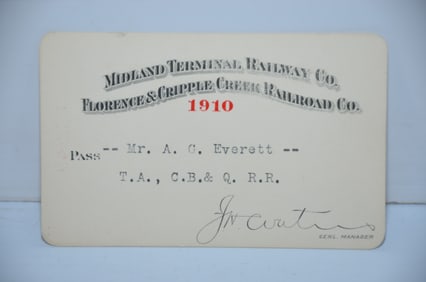 MIDLAND TERMINAL RAILWAY CO.
FLORENCE & CRIPPLE CREEK RAILROAD CO.
1910
PASS -- Mr. A. G. Everett --
T.A., C.B.& Q. R.R.
GENL. MANAGER